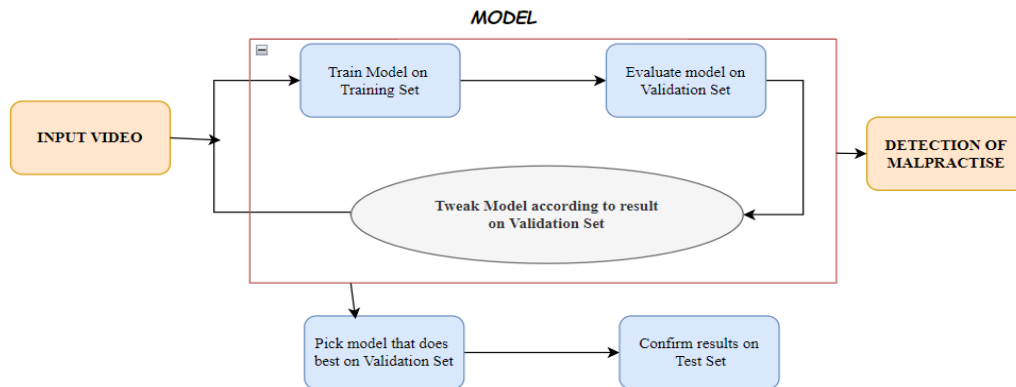 MODEL
Train Model on
Training Set
Evaluate model on
Validation Set
INPUT VIDEO
DETECTION OF
MALPRACTISE
Tweak Model according to result
on Validation Set
Pick model that does
best on Validation Set
Confirm results on
Test Set